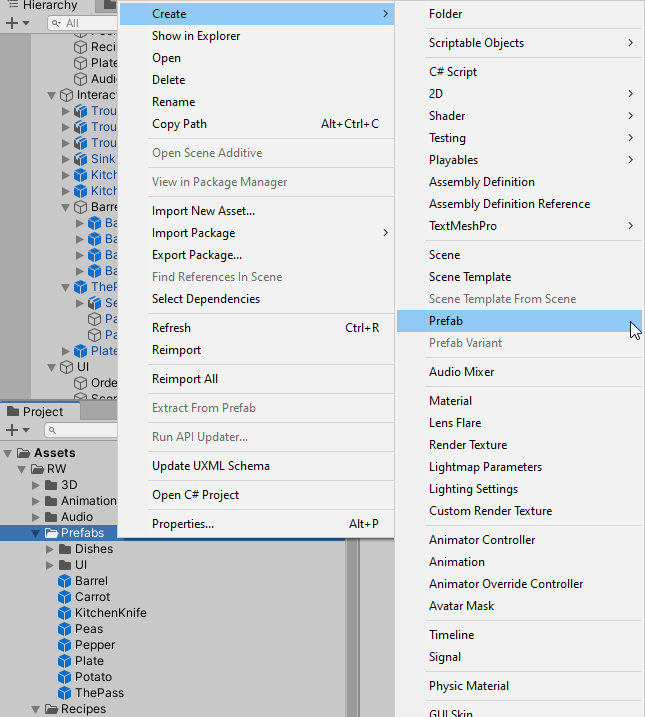 Hierarchy
All
Reci
Plate
Audi
Interac
Trou
Trou
Trou
Sink
Kitc
Kitc
Barre
Ba
Ba
Ba
Ba
TheP
Se
Pa
Pa
Plate
UI
Orde
Project
Assets
RW
3D
Animation
Audio
Prefabs
Dishes
UI
Barrel
Carrot
KitchenKnife
Peas
Pepper
Plate
Potato
ThePass
Recipes
Create
Show in Explorer
Open
Delete
Rename
Copy Path Alt+Ctrl+C
Open Scene Additive
View in Package Manager
Import New Asset...
Import Package
Export Package...
Find References In Scene
Select Dependencies
Refresh Ctrl+R
Reimport
Reimport All
Extract From Prefab
Run API Updater...
Update UXML Schema
Open C# Project
Properties... Alt+P
Folder
Scriptable Objects
C# Script
2D
Shader
Testing
Playables
Assembly Definition
Assembly Definition Reference
TextMeshPro
Scene
Scene Template
Scene Template From Scene
Prefab
Prefab Variant
Audio Mixer
Material
Lens Flare
Render Texture
Lightmap Parameters
Lighting Settings
Custom Render Texture
Animator Controller
Animation
Animator Override Controller
Avatar Mask
Timeline
Signal
Physic Material
GUI Skin